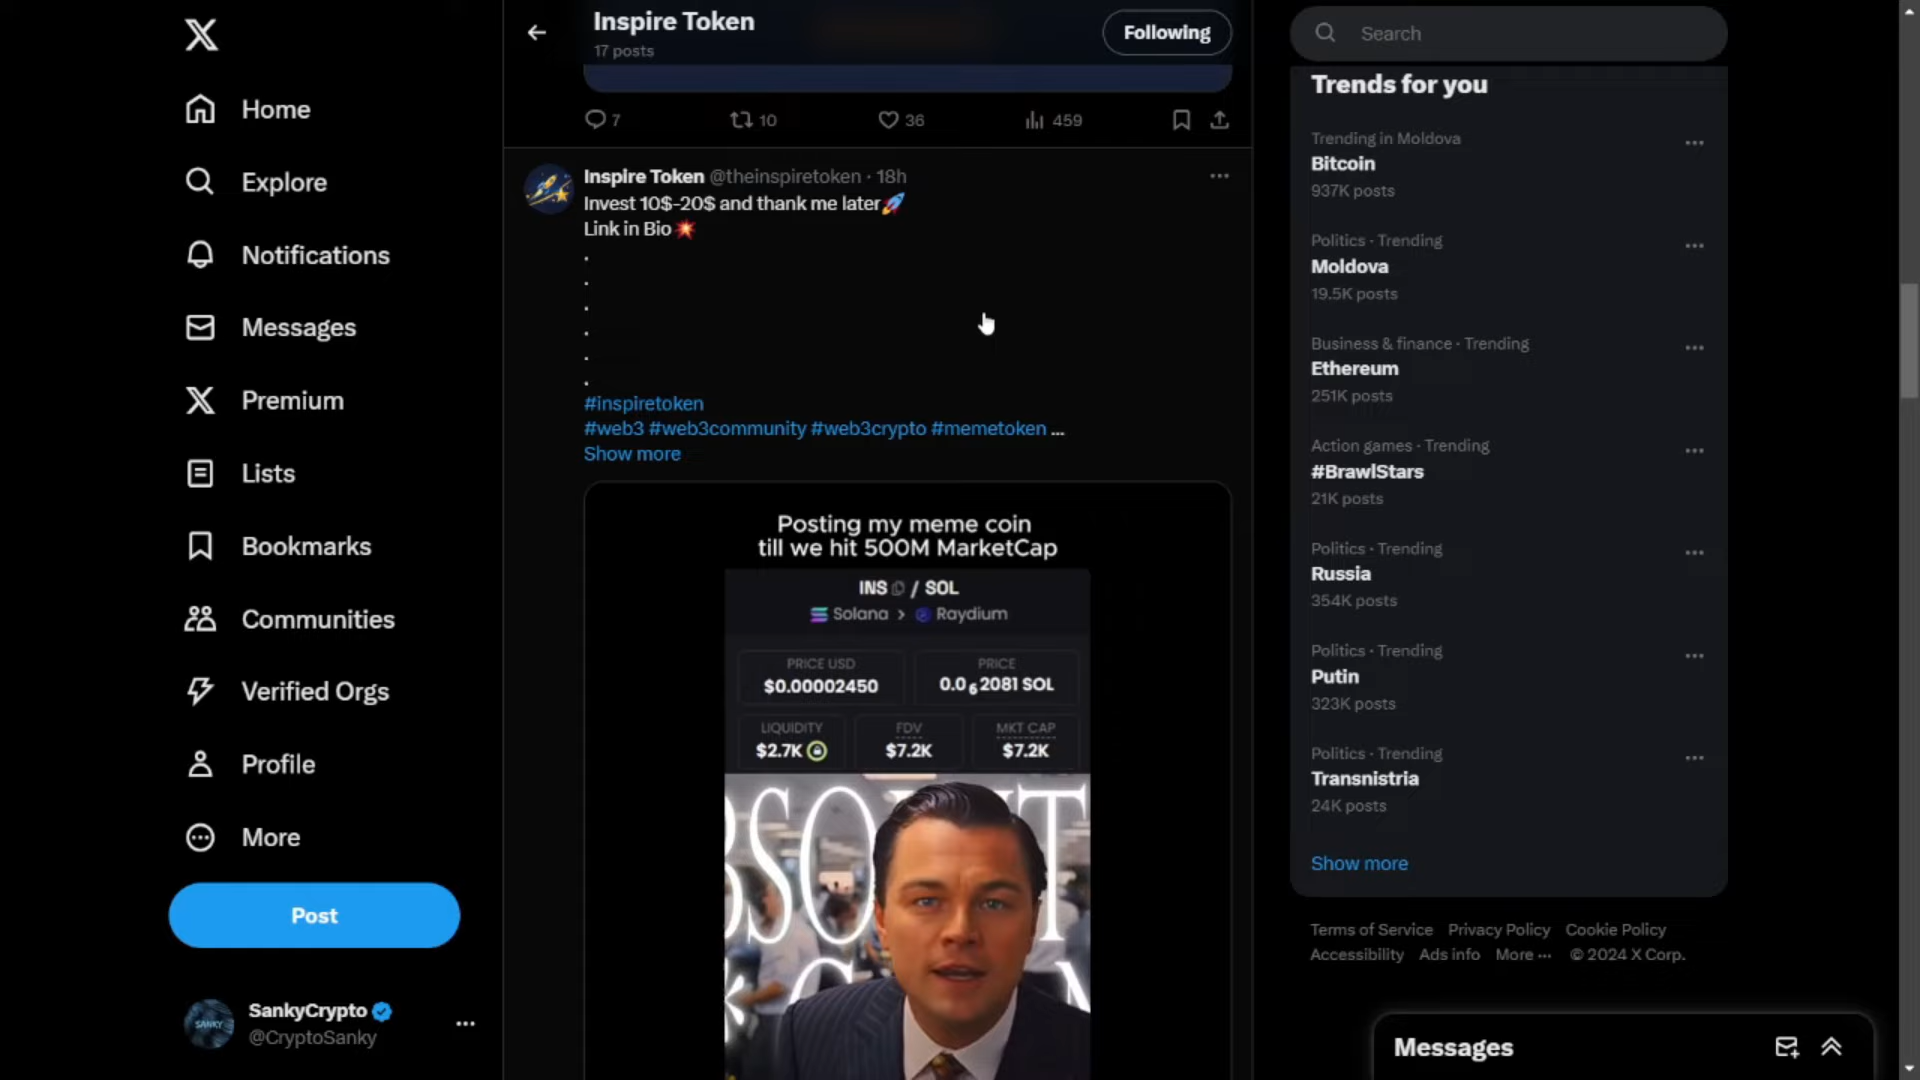 Home
Explore
Notifications
Messages
Premium
Lists
Bookmarks
Communities
Verified Orgs
Profile
More
Post
SANKY
SankyCrypto
@CryptoSanky
Inspire Token
17 posts
Following
7 10 36 459
Inspire Token @theinspiretoken · 18h
Invest 10$-20$ and thank me later🚀
Link in Bio💥
.
.
.
.
.
.
#inspiretoken
#web3 #web3community #web3crypto #memetoken ...
Show more
Posting my meme coin
till we hit 500M MarketCap
INS / SOL
Solana > Raydium
PRICE USD
$0.00002450
PRICE
0.0₆2081 SOL
LIQUIDITY
$2.7K
FDV
$7.2K
MKT CAP
$7.2K
Search
Trends for you
Trending in Moldova
Bitcoin
937K posts
Politics · Trending
Moldova
19.5K posts
Business & finance · Trending
Ethereum
251K posts
Action games · Trending
#BrawlStars
21K posts
Politics · Trending
Russia
354K posts
Politics · Trending
Putin
323K posts
Politics · Trending
Transnistria
24K posts
Show more
Terms of Service Privacy Policy Cookie Policy
Accessibility Ads info More ··· © 2024 X Corp.
Messages